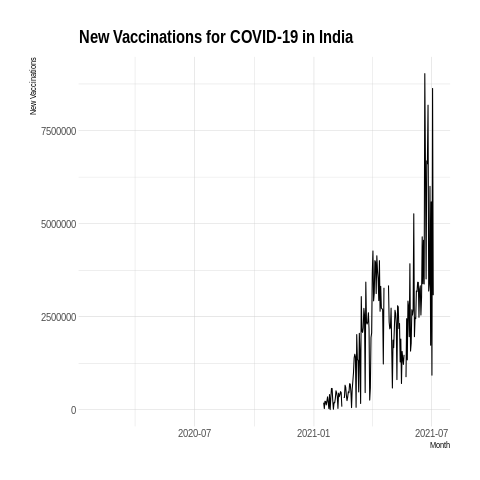 New Vaccinations for COVID-19 in India
New Vaccinations
7500000
5000000
2500000
0
2020-07
2021-01
2021-07
Month